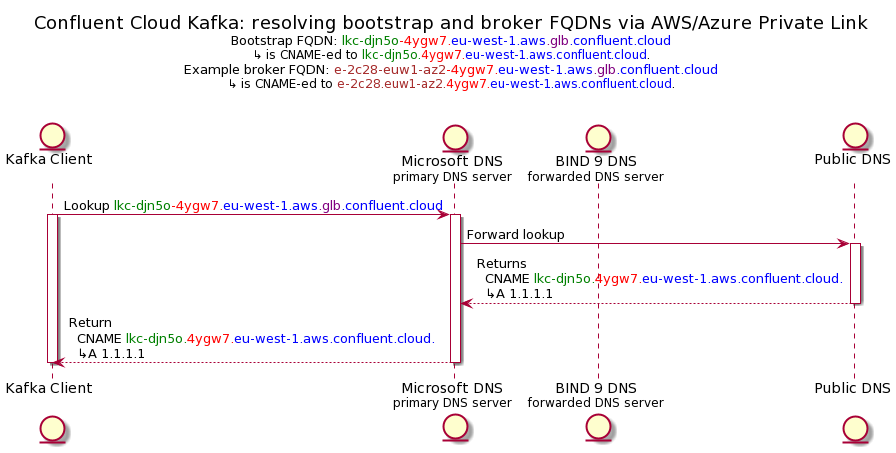 Confluent Cloud Kafka: resolving bootstrap and broker FQDNs via AWS/Azure Private Link
Bootstrap FQDN: lkc-djn5o-4ygw7.eu-west-1.aws.glb.confluent.cloud
↳ is CNAME-ed to lkc-djn5o.4ygw7.eu-west-1.aws.confluent.cloud.
Example broker FQDN: e-2c28-euw1-az2-4ygw7.eu-west-1.aws.glb.confluent.cloud
↳ is CNAME-ed to e-2c28.euw1-az2.4ygw7.eu-west-1.aws.confluent.cloud.
Kafka Client
Microsoft DNS
primary DNS server
BIND 9 DNS
forwarded DNS server
Public DNS
Lookup lkc-djn5o-4ygw7.eu-west-1.aws.glb.confluent.cloud
Forward lookup
Returns
CNAME lkc-djn5o.4ygw7.eu-west-1.aws.confluent.cloud.
↳A 1.1.1.1
Return
CNAME lkc-djn5o.4ygw7.eu-west-1.aws.confluent.cloud.
↳A 1.1.1.1
Kafka Client
Microsoft DNS
primary DNS server
BIND 9 DNS
forwarded DNS server
Public DNS